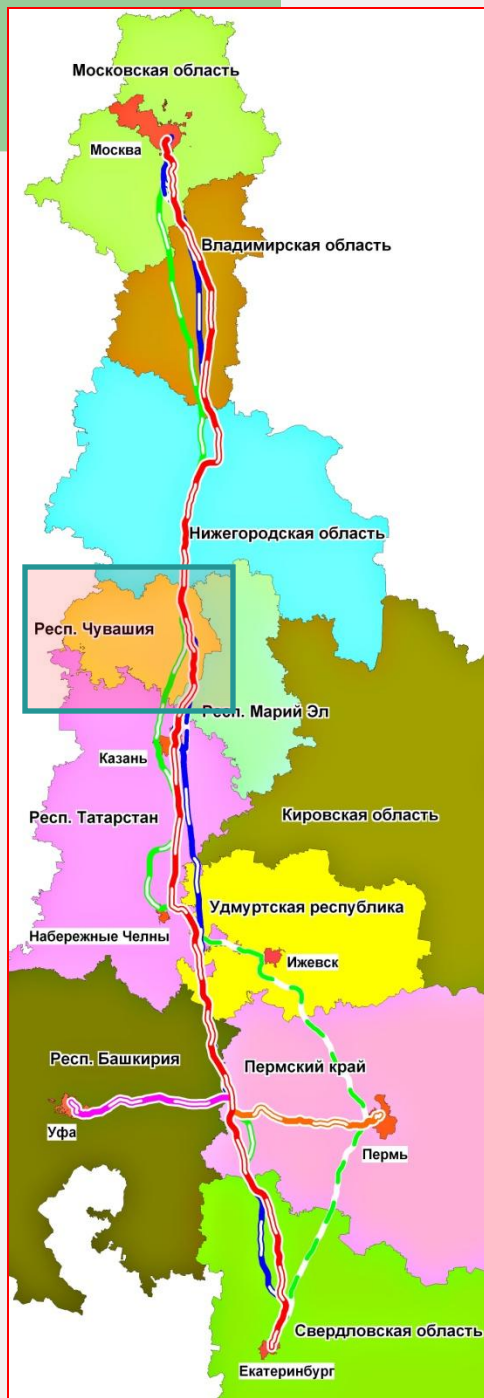 Московская область
Москва
Владимирская область
Нижегородская область
Респ. Чувашия
Респ. Марий Эл
Казань
Респ. Татарстан
Кировская область
Удмуртская республика
Набережные Челны
Ижевск
Респ. Башкирия
Пермский край
Уфа
Пермь
Свердловская область
Екатеринбург